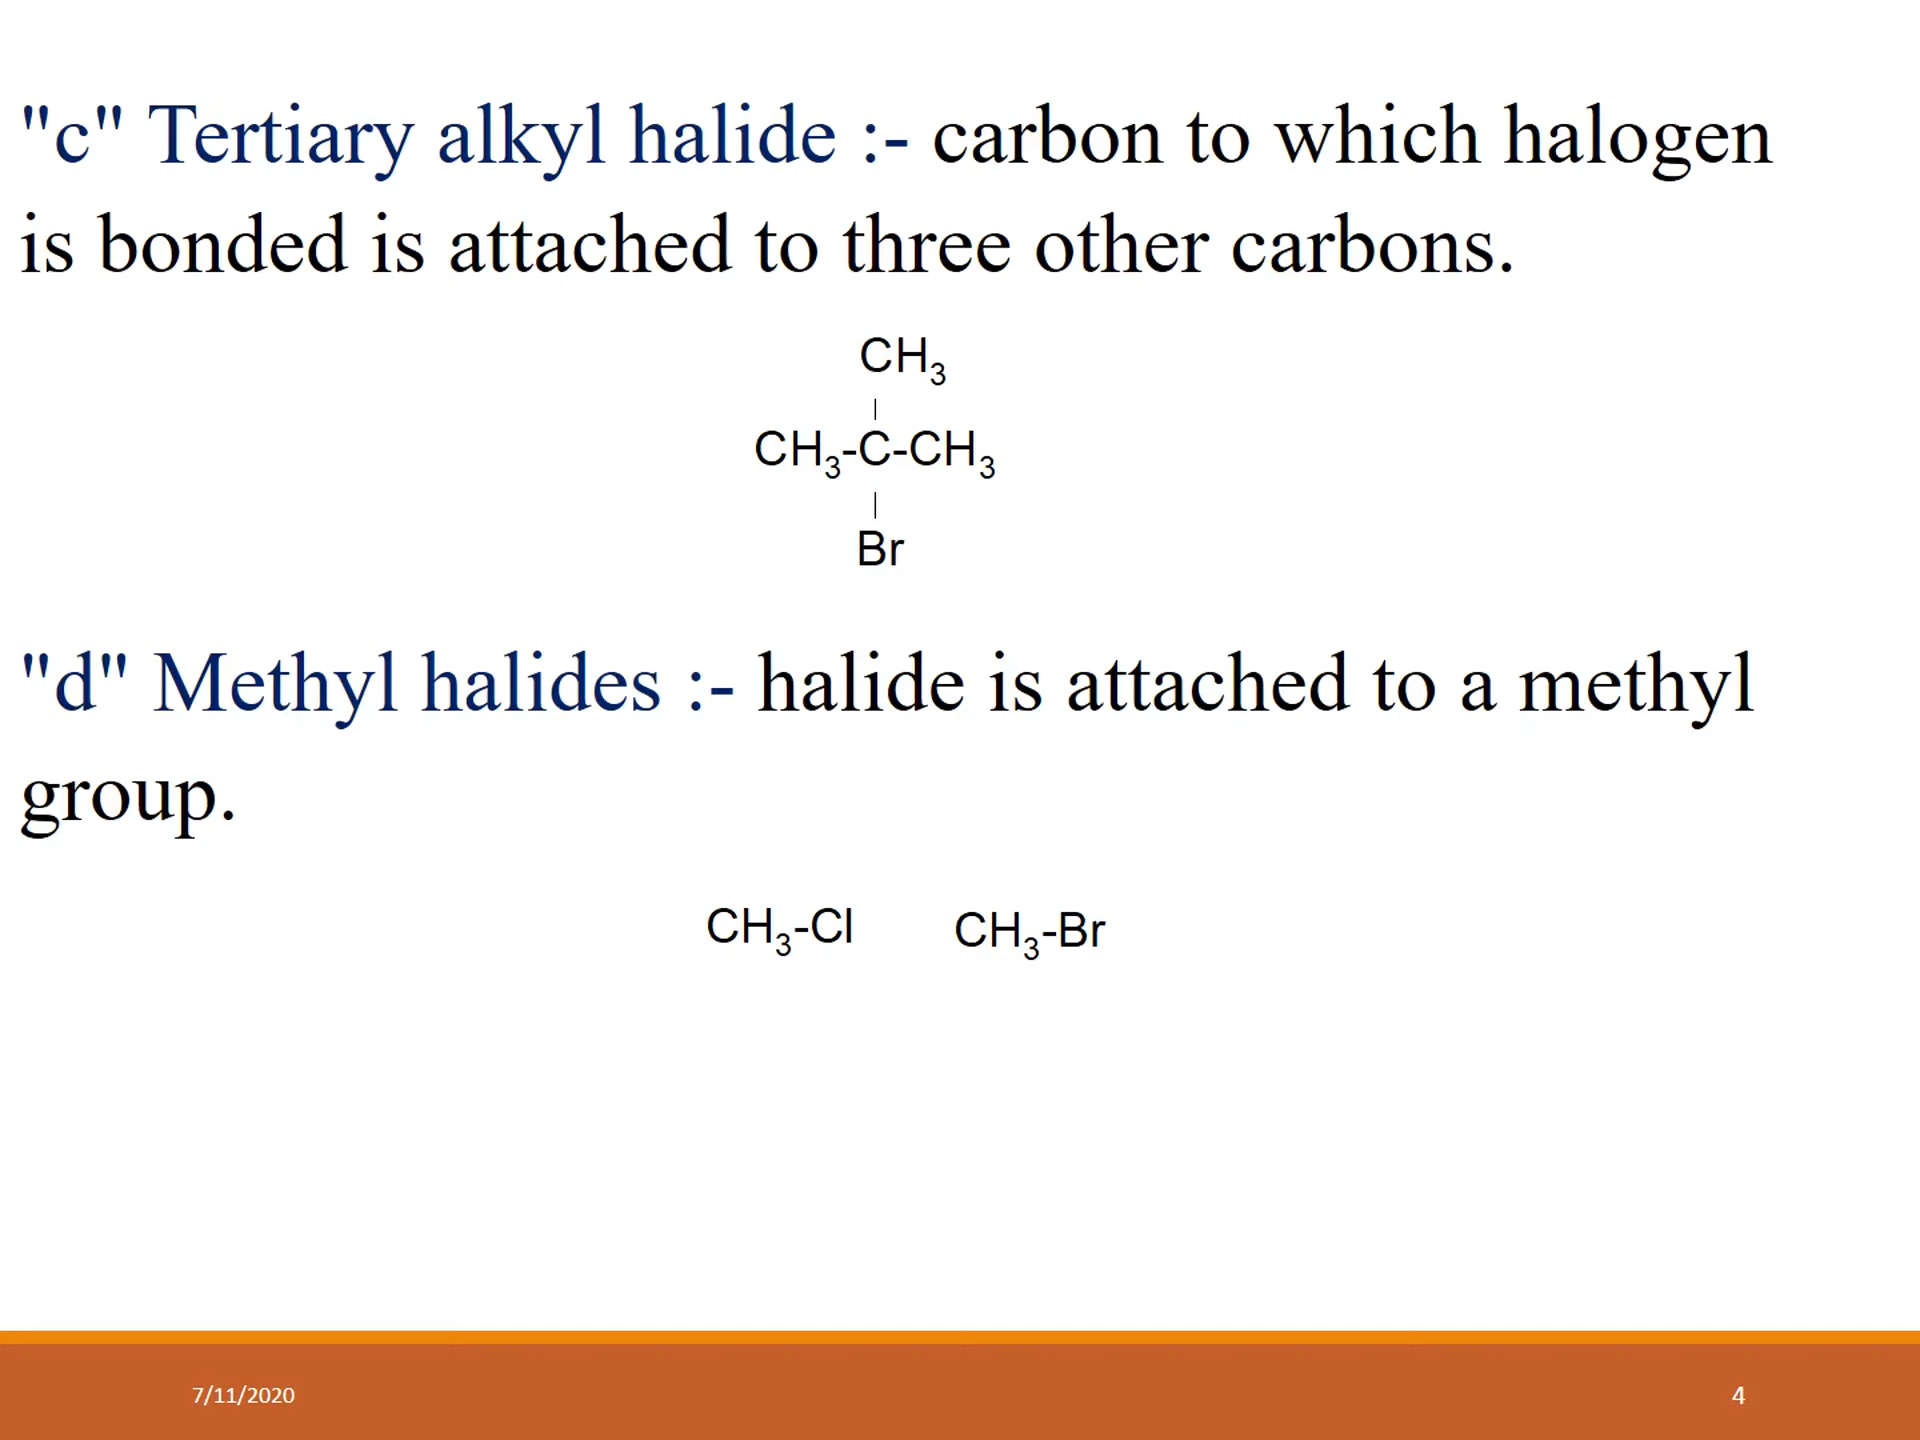 "c" Tertiary alkyl halide :- carbon to which halogen
is bonded is attached to three other carbons.
CH3
|
CH3-C-CH3
|
Br
"d" Methyl halides :- halide is attached to a methyl
group.
CH3-Cl CH3-Br
7/11/2020 4